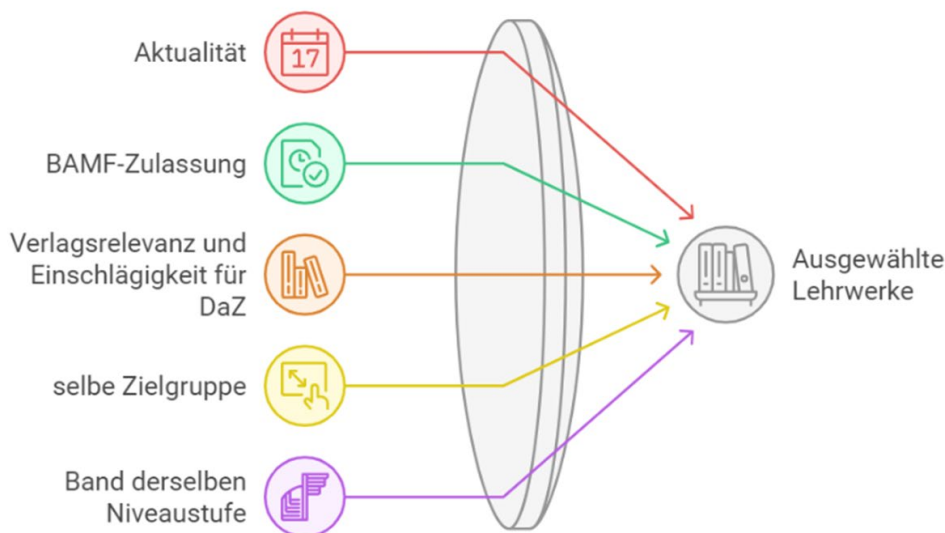 Aktualität
17
BAMF-Zulassung
Verlagsrelevanz und
Einschlägigkeit für
DaZ
selbe Zielgruppe
Band derselben
Niveaustufe
Ausgewählte
Lehrwerke